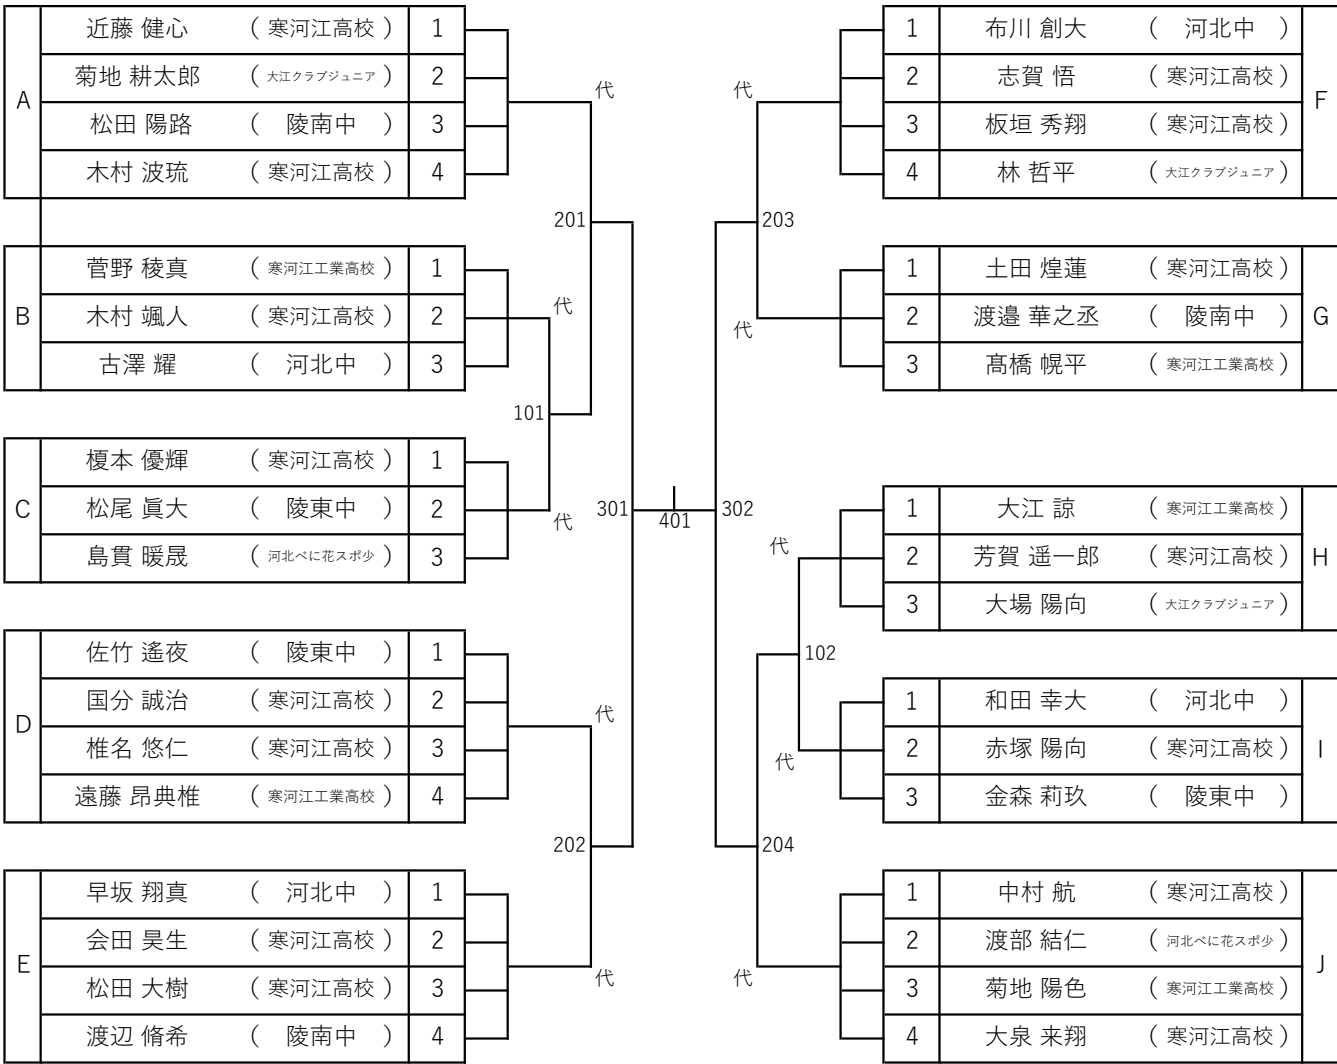 A
近藤 健心 （ 寒河江高校 ） 1
菊地 耕太郎 （ 大江クラブジュニア ） 2
松田 陽路 （ 陵南中 ） 3
木村 波琉 （ 寒河江高校 ） 4
代
201
B
菅野 稜真 （ 寒河江工業高校 ） 1
木村 颯人 （ 寒河江高校 ） 2
古澤 耀 （ 河北中 ） 3
代
101
C
榎本 優輝 （ 寒河江高校 ） 1
松尾 眞大 （ 陵東中 ） 2
島貫 暖晟 （ 河北べに花スポ少 ） 3
代
301
401
302
D
佐竹 遙夜 （ 陵東中 ） 1
国分 誠治 （ 寒河江高校 ） 2
椎名 悠仁 （ 寒河江高校 ） 3
遠藤 昂典椎 （ 寒河江工業高校 ） 4
代
202
E
早坂 翔真 （ 河北中 ） 1
会田 昊生 （ 寒河江高校 ） 2
松田 大樹 （ 寒河江高校 ） 3
渡辺 脩希 （ 陵南中 ） 4
代
1 布川 創大 （ 河北中 ）
2 志賀 悟 （ 寒河江高校 ）
3 板垣 秀翔 （ 寒河江高校 ）
4 林 哲平 （ 大江クラブジュニア ）
F
代
203
1 土田 煌蓮 （ 寒河江高校 ）
2 渡邉 華之丞 （ 陵南中 ）
3 髙橋 幌平 （ 寒河江工業高校 ）
G
代
1 大江 諒 （ 寒河江工業高校 ）
2 芳賀 遥一郎 （ 寒河江高校 ）
3 大場 陽向 （ 大江クラブジュニア ）
H
代
102
1 和田 幸大 （ 河北中 ）
2 赤塚 陽向 （ 寒河江高校 ）
3 金森 莉玖 （ 陵東中 ）
I
代
204
1 中村 航 （ 寒河江高校 ）
2 渡部 結仁 （ 河北べに花スポ少 ）
3 菊地 陽色 （ 寒河江工業高校 ）
4 大泉 来翔 （ 寒河江高校 ）
J
代